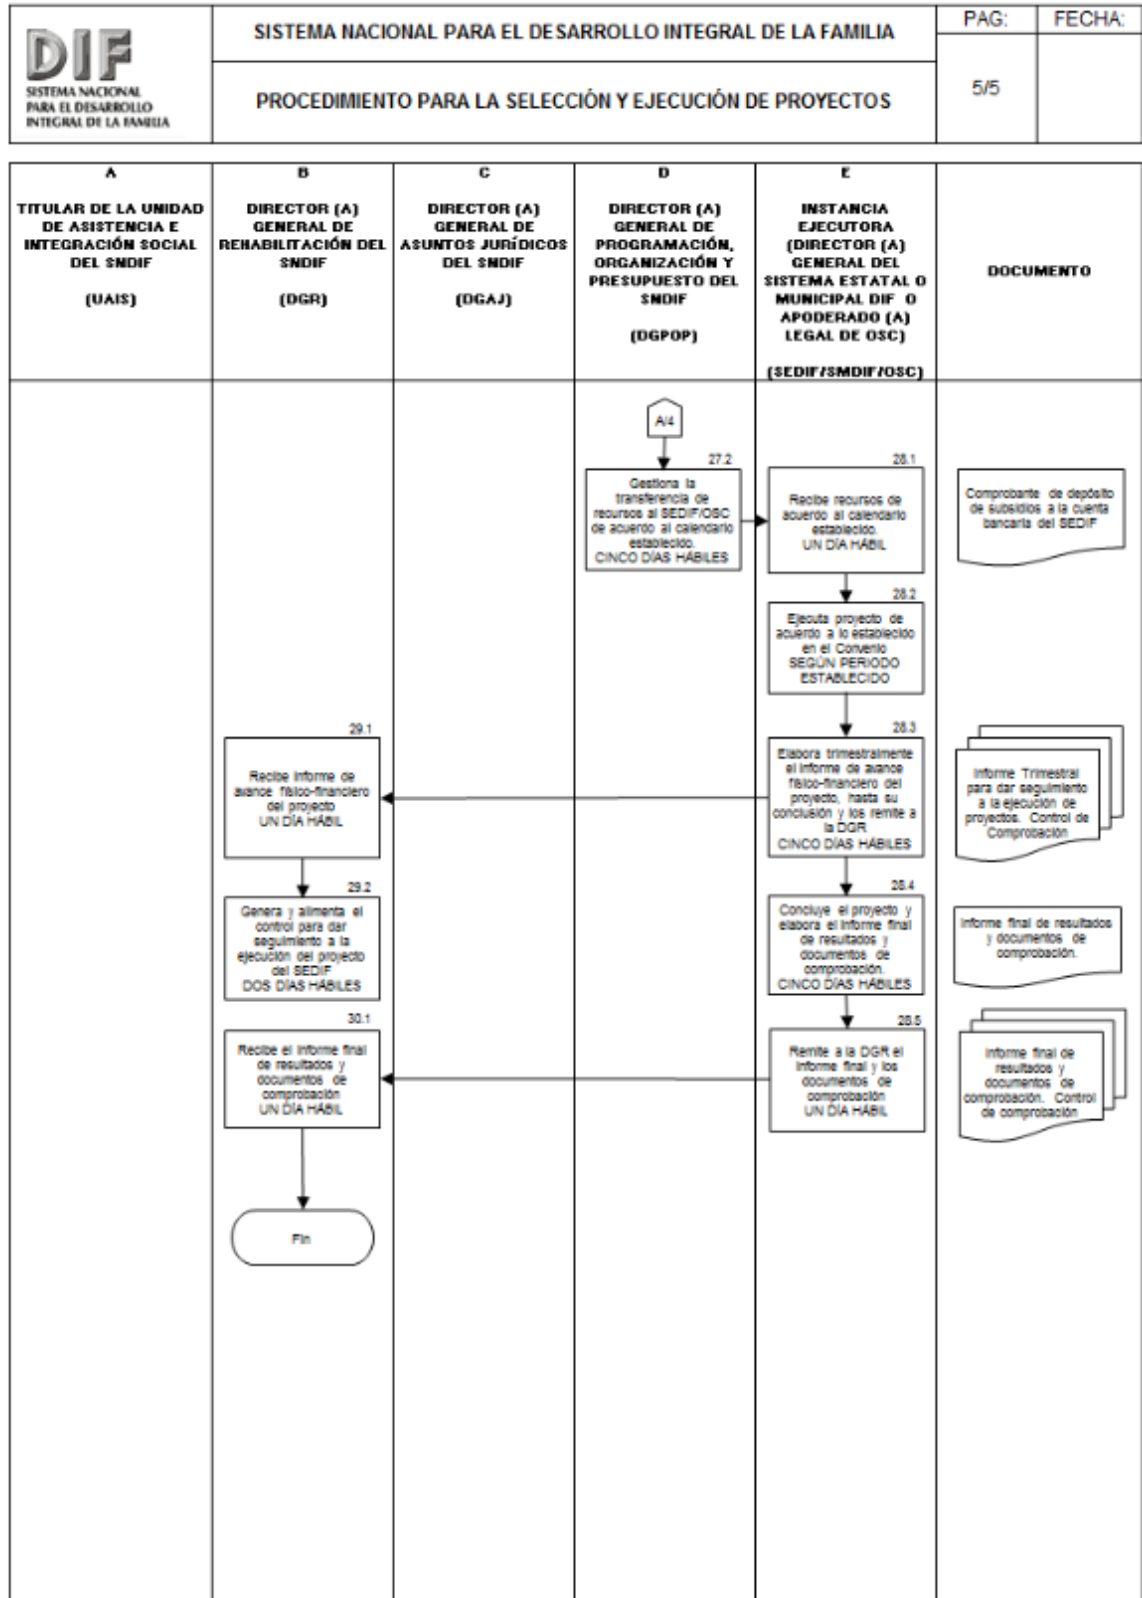 DIF
SISTEMA NACIONAL
PARA EL DESARROLLO
INTEGRAL DE LA FAMILIA
SISTEMA NACIONAL PARA EL DESARROLLO INTEGRAL DE LA FAMILIA
PROCEDIMIENTO PARA LA SELECCIÓN Y EJECUCIÓN DE PROYECTOS
PAG:
5/5
FECHA:
A
TITULAR DE LA UNIDAD
DE ASISTENCIA E
INTEGRACIÓN SOCIAL
DEL SNDIF
(UAIS)
B
DIRECTOR (A)
GENERAL DE
REHABILITACIÓN DEL
SNDIF
(DGR)
C
DIRECTOR (A)
GENERAL DE
ASUNTOS JURÍDICOS
DEL SNDIF
(DGAJ)
D
DIRECTOR (A)
GENERAL DE
PROGRAMACIÓN,
ORGANIZACIÓN Y
PRESUPUESTO DEL
SNDIF
(DGPOP)
E
INSTANCIA
EJECUTORA
(DIRECTOR (A)
GENERAL DEL
SISTEMA ESTATAL O
MUNICIPAL DIF O
APODERADO (A)
LEGAL DE OSC)
(SEDIF/SMDIF/OSC)
DOCUMENTO
A/4
27.2
Gestiona la
transferencia de
recursos al SEDIF/OSC
de acuerdo al calendario
establecido.
CINCO DÍAS HÁBILES
28.1
Recibe recursos de
acuerdo al calendario
establecido.
UN DÍA HÁBIL
Comprobante de depósito
de subsidios a la cuenta
bancaria del SEDIF
28.2
Ejecuta proyecto de
acuerdo a lo establecido
en el Convenio
SEGÚN PERIODO
ESTABLECIDO
29.1
Recibe informe de
avance físico-financiero
del proyecto
UN DÍA HÁBIL
28.3
Elabora trimestralmente
el informe de avance
físico-financiero del
proyecto, hasta su
conclusión y los remite a
la DGR
CINCO DÍAS HÁBILES
Informe Trimestral
para dar seguimiento
a la ejecución de
proyectos. Control de
Comprobación
29.2
Genera y alimenta el
control para dar
seguimiento a la
ejecución del proyecto
del SEDIF
DOS DÍAS HÁBILES
28.4
Concluye el proyecto y
elabora el informe final
de resultados y
documentos de
comprobación.
CINCO DÍAS HÁBILES
Informe final de resultados
y documentos de
comprobación.
30.1
Recibe el informe final
de resultados y
documentos de
comprobación
UN DÍA HÁBIL
28.5
Remite a la DGR el
informe final y los
documentos de
comprobación
UN DÍA HÁBIL
Informe final de
resultados y
documentos de
comprobación. Control
de comprobación
Fin